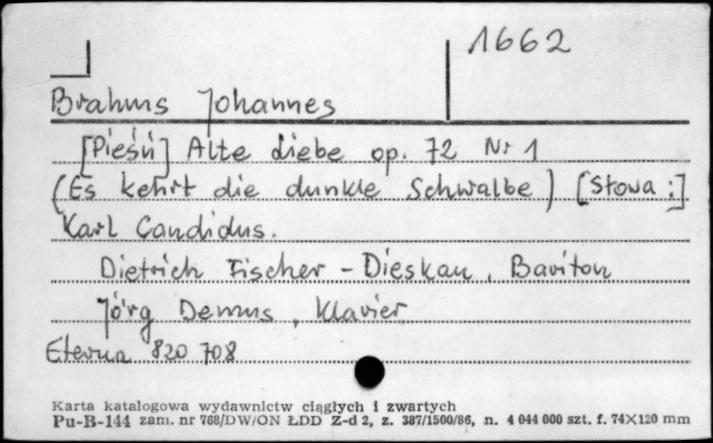 1662
Brahms Johannes
[Pieśń] Alte Liebe op. 72 Nr 1
(Es kehrt die dunkle Schwalbe) [Słowa:]
Karl Candidus.
Dietrich Fischer - Dieskau, Bariton
Jörg Demus, Klavier
Eterna 820 708
Karta katalogowa wydawnictw ciągłych i zwartych
Pu-B-144 zam. nr 768/DW/ON ŁDD Z-d 2, z. 387/1500/86, n. 4 044 000 szt. f. 74X120 mm